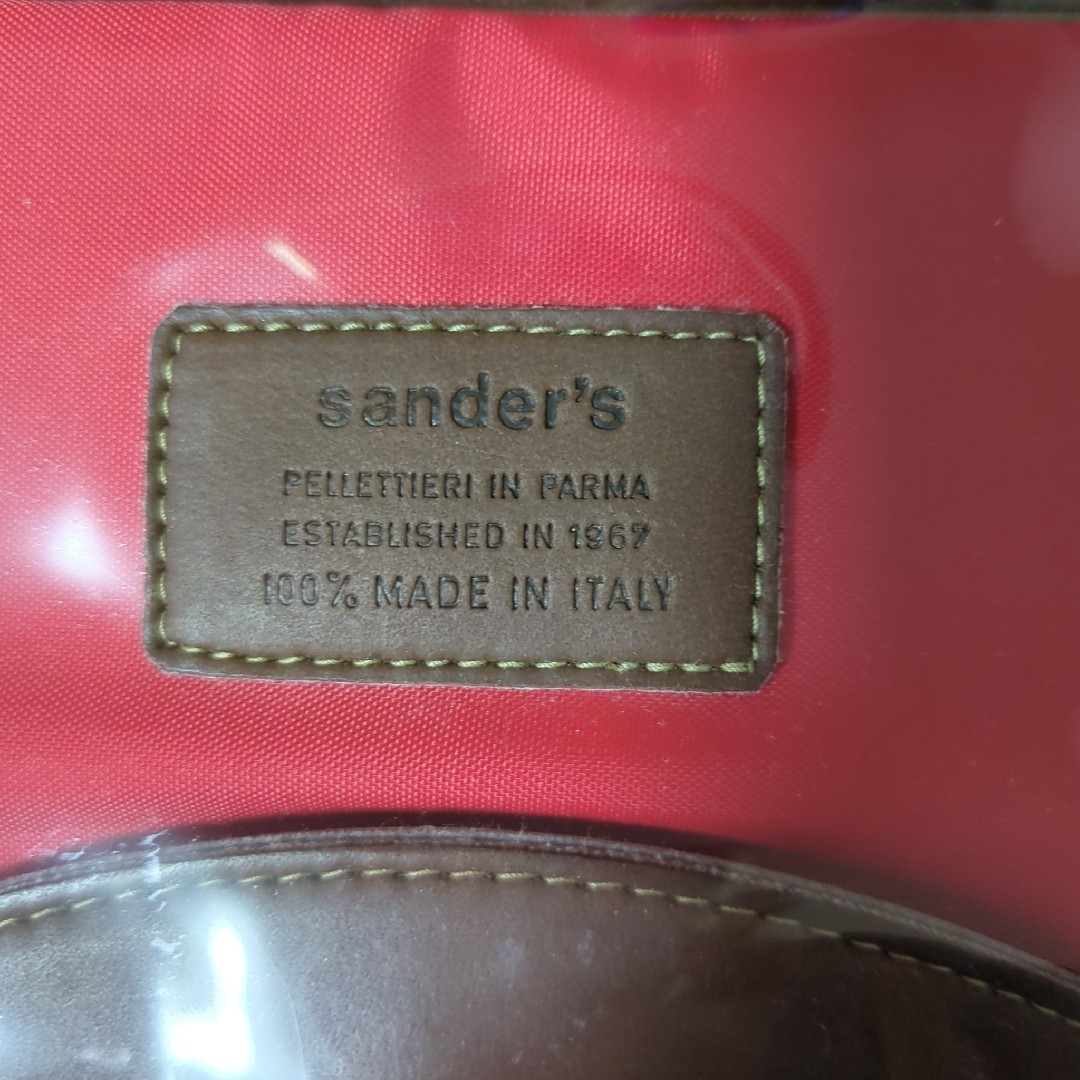 sander's
PELLETTIERI IN PARMA
ESTABLISHED IN 1967
100% MADE IN ITALY